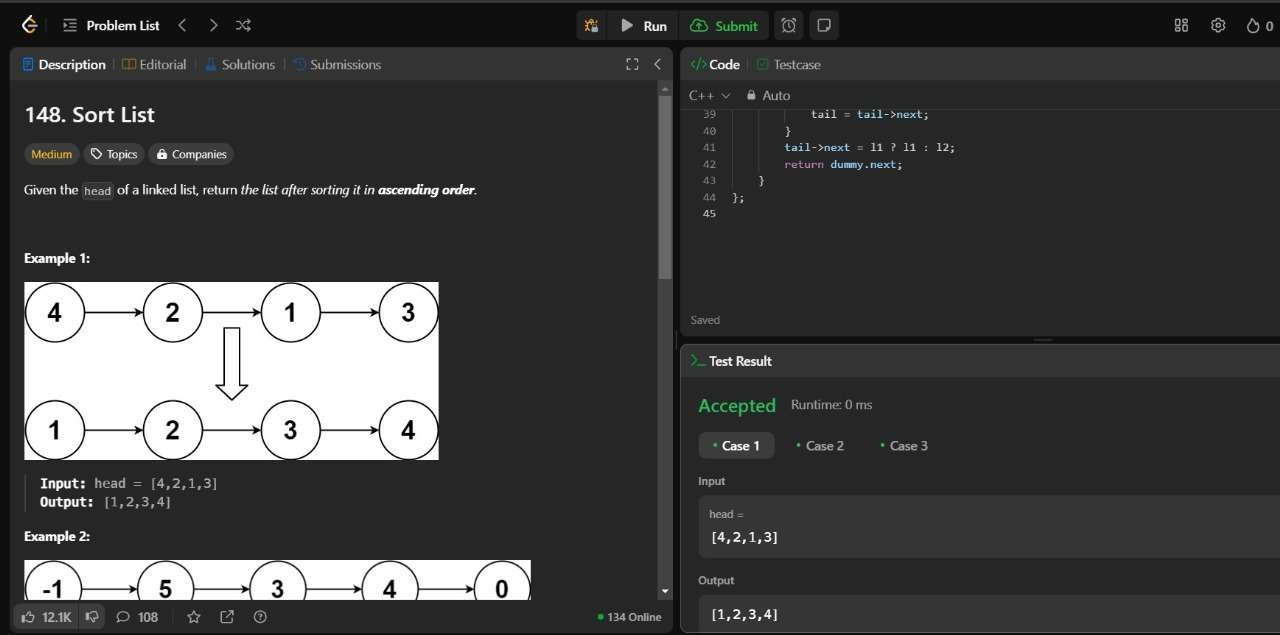 Problem List
Run
Submit
0
Description
Editorial
Solutions
Submissions
148. Sort List
Medium
Topics
Companies
Given the head of a linked list, return the list after sorting it in ascending order.
Example 1:
4 2 1 3
1 2 3 4
Input: head = [4,2,1,3]
Output: [1,2,3,4]
Example 2:
-1 5 3 4 0
12.1K
108
134 Online
</> Code
Testcase
C++
Auto
39 tail = tail->next;
40 }
41 tail->next = l1 ? l1 : l2;
42 return dummy.next;
43 }
44 };
45
Saved
>_ Test Result
Accepted Runtime: 0 ms
• Case 1 • Case 2 • Case 3
Input
head =
[4,2,1,3]
Output
[1,2,3,4]